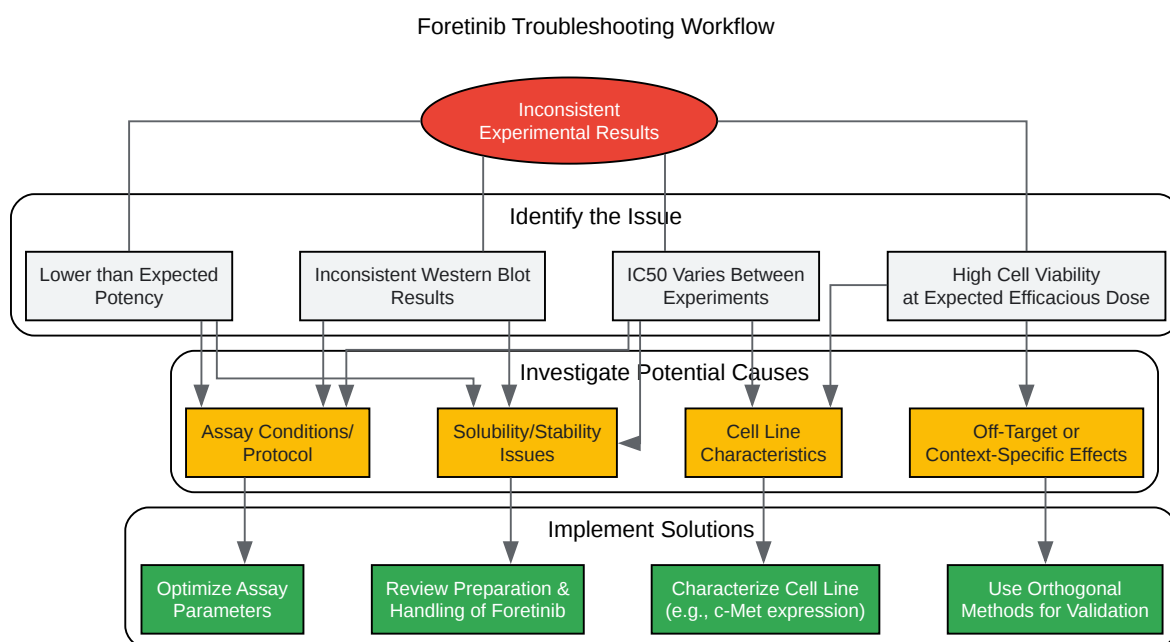 Foretinib Troubleshooting Workflow
Inconsistent
Experimental Results
Identify the Issue
Lower than Expected
Potency
Inconsistent Western Blot
Results
IC50 Varies Between
Experiments
High Cell Viability
at Expected Efficacious Dose
Investigate Potential Causes
Assay Conditions/
Protocol
Solubility/Stability
Issues
Cell Line
Characteristics
Off-Target or
Context-Specific Effects
Implement Solutions
Optimize Assay
Parameters
Review Preparation &
Handling of Foretinib
Characterize Cell Line
(e.g., c-Met expression)
Use Orthogonal
Methods for Validation